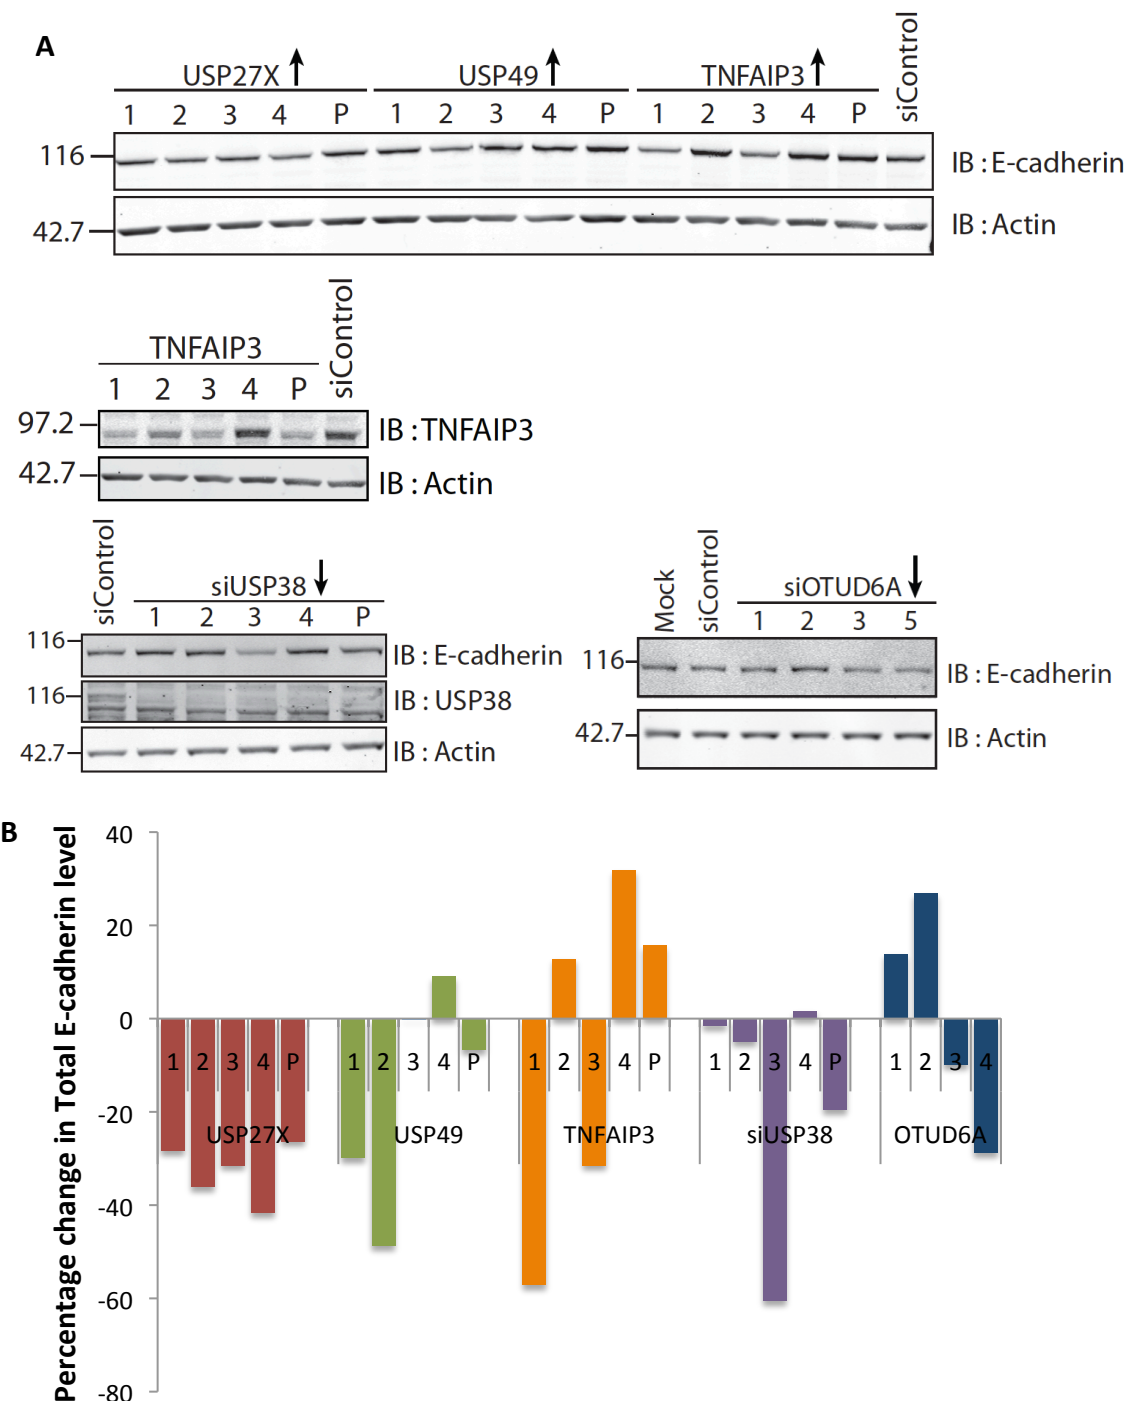 A
USP27X ↑ USP49 ↑ TNFAIP3 ↑ siControl
1 2 3 4 P 1 2 3 4 P 1 2 3 4 P
116 IB : E-cadherin
42.7 IB : Actin
TNFAIP3 siControl
1 2 3 4 P
97.2 IB : TNFAIP3
42.7 IB : Actin
siControl siUSP38 ↓
1 2 3 4 P
116 IB : E-cadherin
116 IB : USP38
42.7 IB : Actin
Mock siControl siOTUD6A ↓
1 2 3 5
116 IB : E-cadherin
42.7 IB : Actin
B
Percentage change in Total E-cadherin level
40
20
0
-20
-40
-60
-80
1 2 3 4 P 1 2 3 4 P 1 2 3 4 P 1 2 3 4 P 1 2 3 4
USP27X USP49 TNFAIP3 siUSP38 OTUD6A